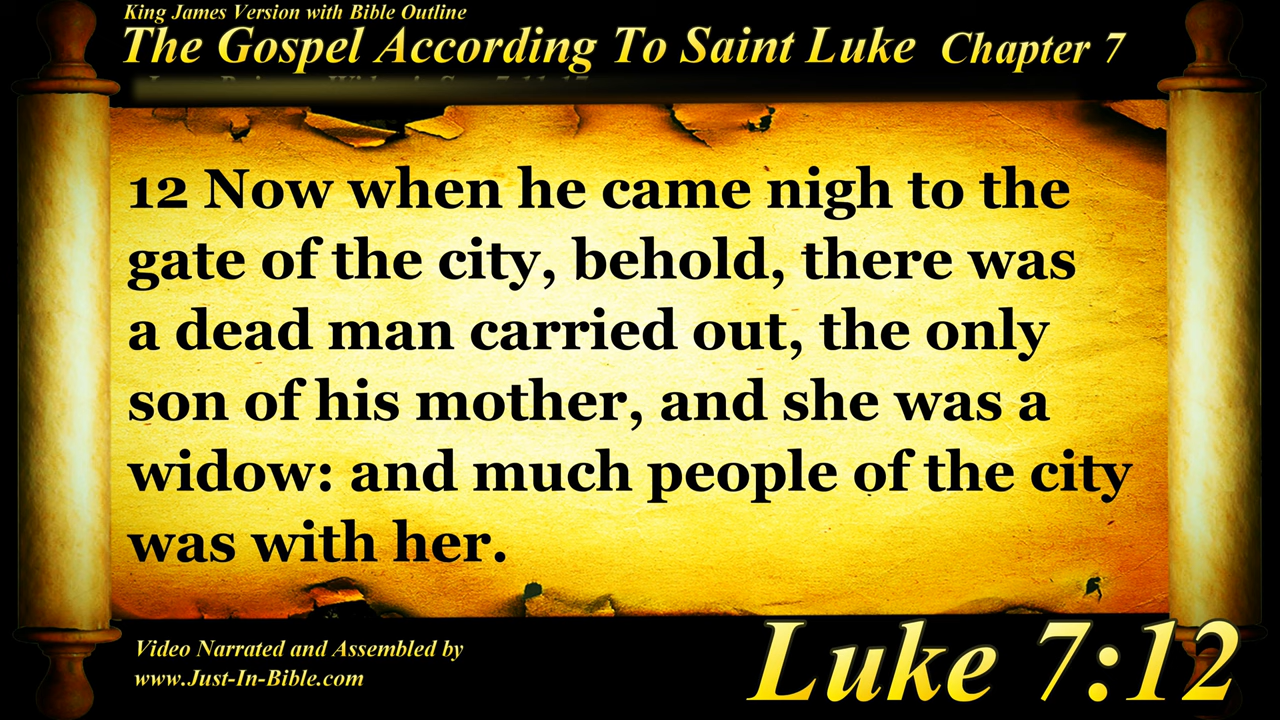 King James Version with Bible Outline
The Gospel According To Saint Luke Chapter 7
12 Now when he came nigh to the
gate of the city, behold, there was
a dead man carried out, the only
son of his mother, and she was a
widow: and much people of the city
was with her.
Video Narrated and Assembled by
www.Just-In-Bible.com
Luke 7:12